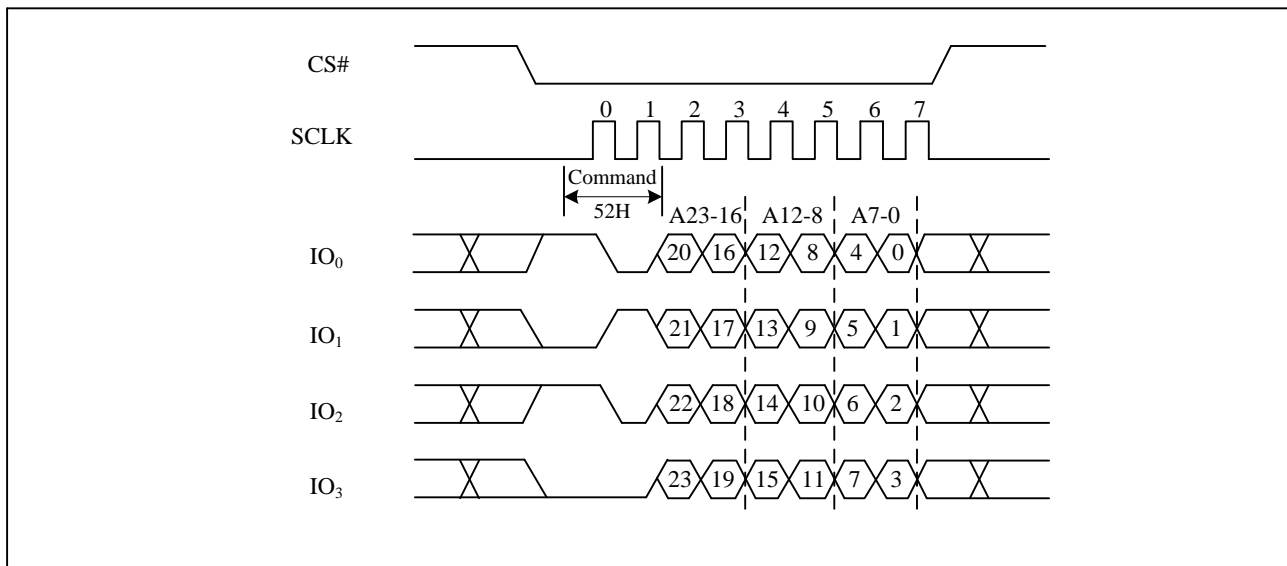 CS#
0 1 2 3 4 5 6 7
SCLK
Command
52H
A23-16 A12-8 A7-0
IO0 20 16 12 8 4 0
IO1 21 17 13 9 5 1
IO2 22 18 14 10 6 2
IO3 23 19 15 11 7 3